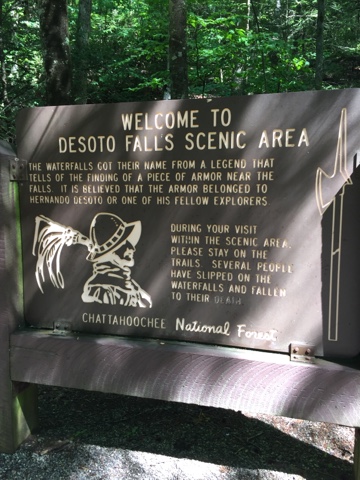 WELCOME TO
DESOTO FALLS SCENIC AREA
THE WATERFALLS GOT THEIR NAME FROM A LEGEND THAT
TELLS OF THE FINDING OF A PIECE OF ARMOR NEAR THE
FALLS. IT IS BELIEVED THAT THE ARMOR BELONGED TO
HERNANDO DESOTO OR ONE OF HIS FELLOW EXPLORERS.
DURING YOUR VISIT
WITHIN THE SCENIC AREA,
PLEASE STAY ON THE
TRAILS. SEVERAL PEOPLE
HAVE SLIPPED ON THE
WATERFALLS AND FALLEN
TO THEIR DEATH
CHATTAHOOCHEE National Forest